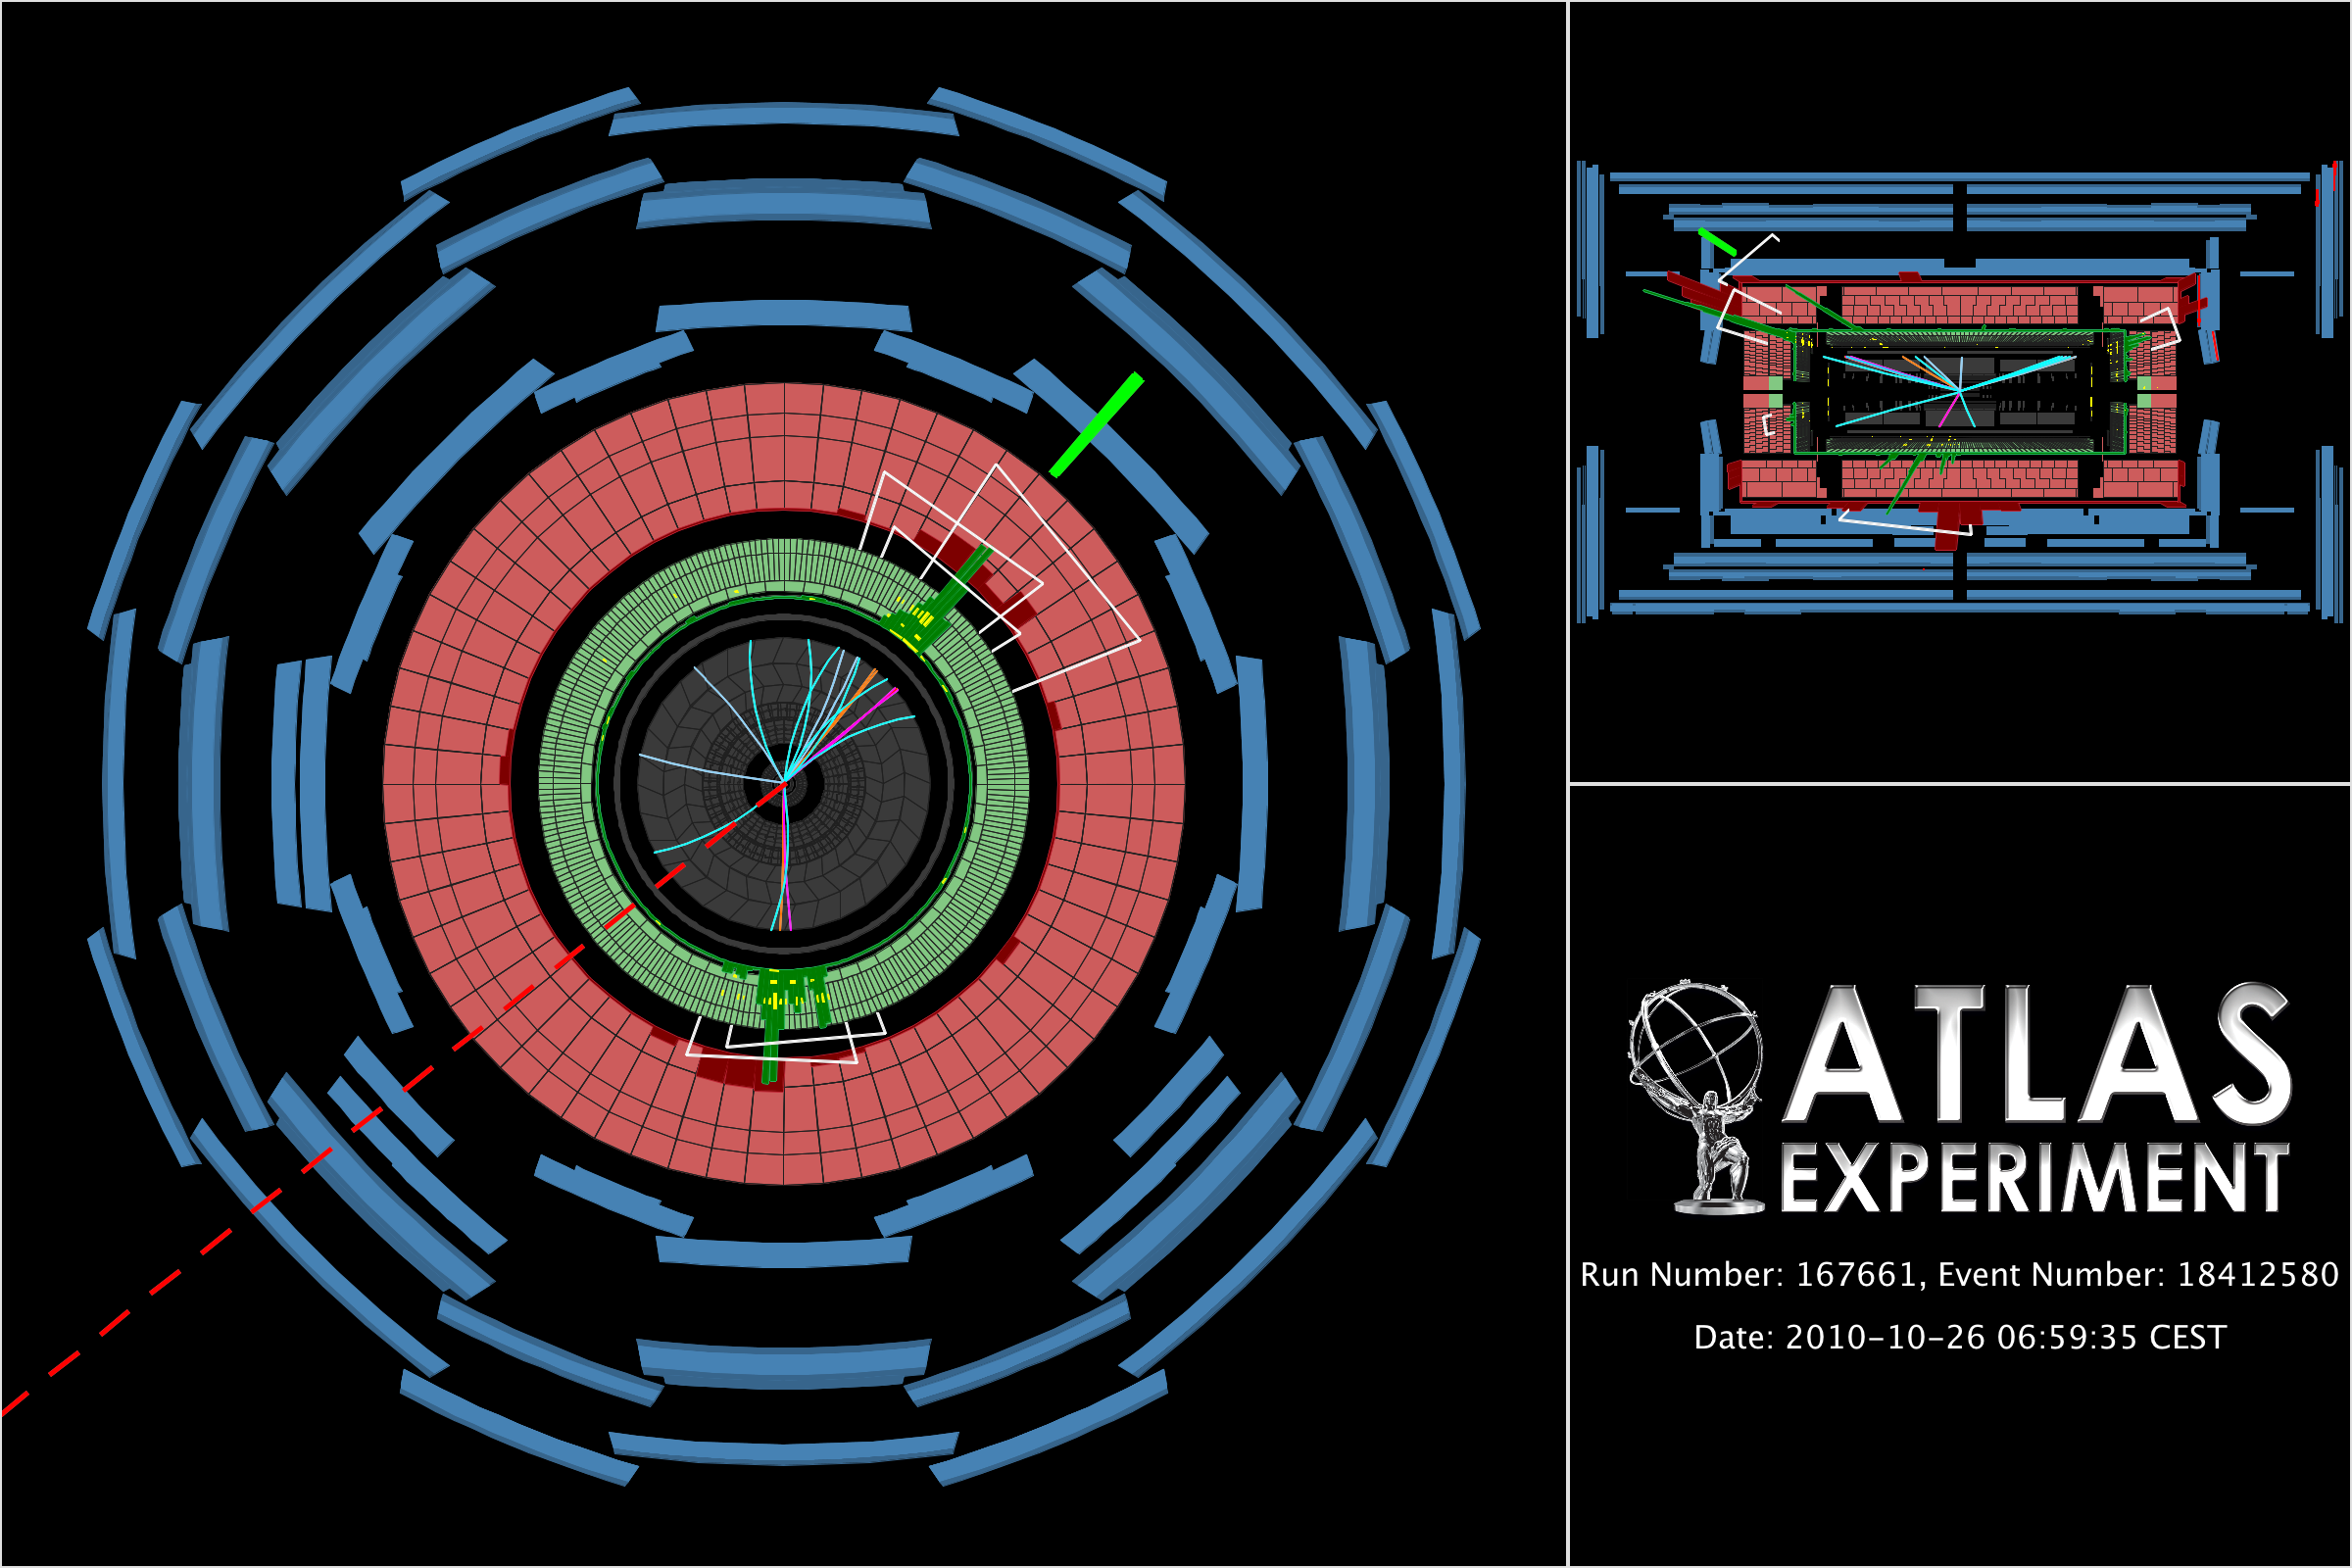 ATLAS
EXPERIMENT
Run Number: 167661, Event Number: 18412580
Date: 2010-10-26 06:59:35 CEST